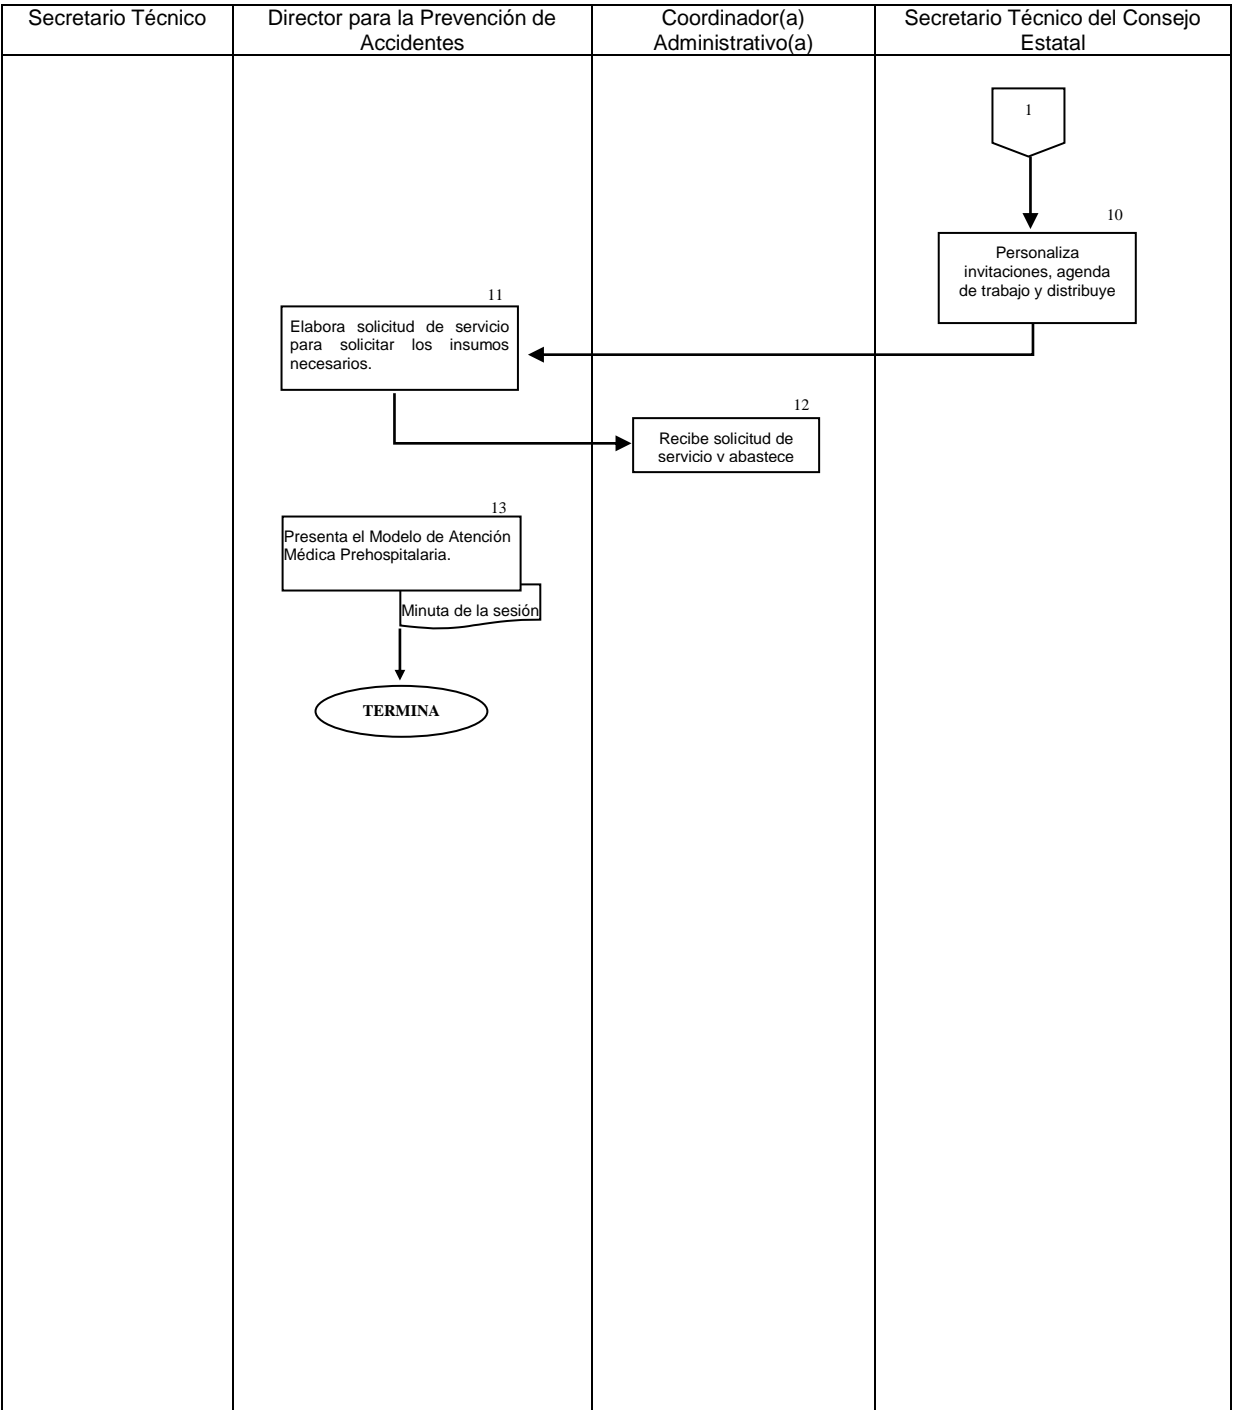 Secretario Técnico
Director para la Prevención de
Accidentes
Coordinador(a)
Administrativo(a)
Secretario Técnico del Consejo
Estatal
1
10
Personaliza
invitaciones, agenda
de trabajo y distribuye
11
Elabora solicitud de servicio
para solicitar los insumos
necesarios.
12
Recibe solicitud de
servicio y abastece
13
Presenta el Modelo de Atención
Médica Prehospitalaria.
Minuta de la sesión
TERMINA